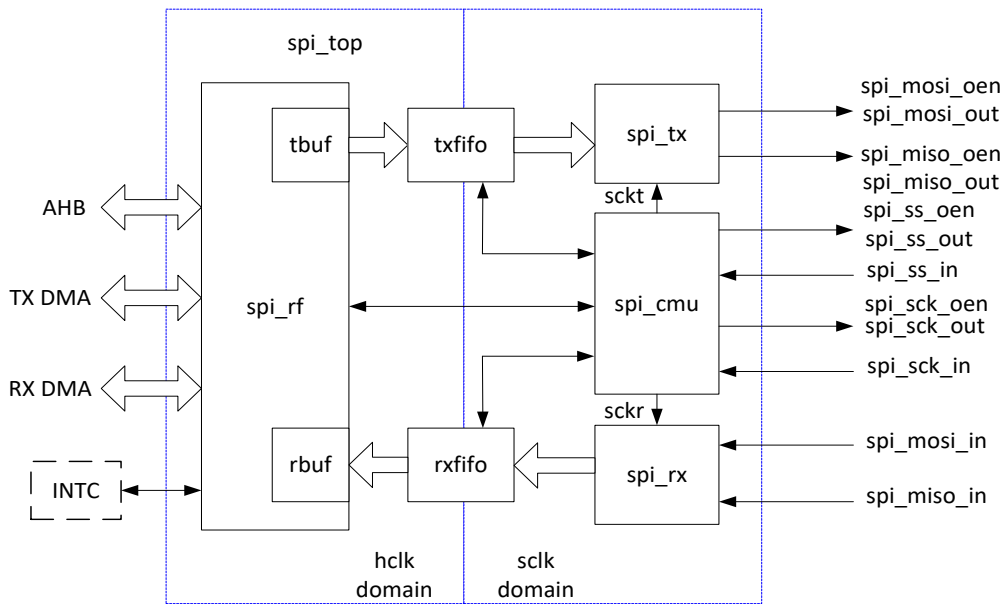 spi_top
tbuf
txfifo
spi_tx
spi_mosi_oen
spi_mosi_out
spi_miso_oen
spi_miso_out
sckt
AHB
spi_ss_oen
spi_ss_out
spi_ss_in
TX DMA
spi_rf
spi_cmu
spi_sck_oen
spi_sck_out
spi_sck_in
RX DMA
sckr
rbuf
rxfifo
spi_rx
spi_mosi_in
spi_miso_in
INTC
hclk
domain
sclk
domain